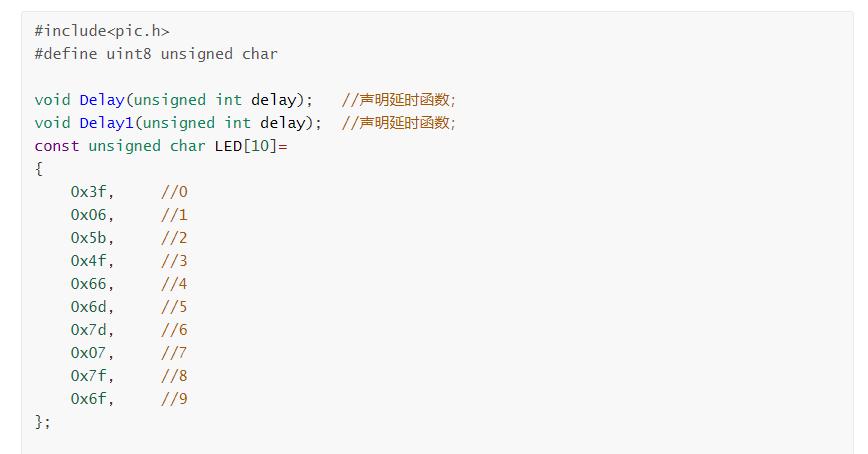 #include<pic.h>
#define uint8 unsigned char
void Delay(unsigned int delay);   //声明延时函数;
void Delay1(unsigned int delay);  //声明延时函数;
const unsigned char LED[10]=
{
    0x3f,     //0
    0x06,     //1
    0x5b,     //2
    0x4f,     //3
    0x66,     //4
    0x6d,     //5
    0x7d,     //6
    0x07,     //7
    0x7f,     //8
    0x6f,     //9
};